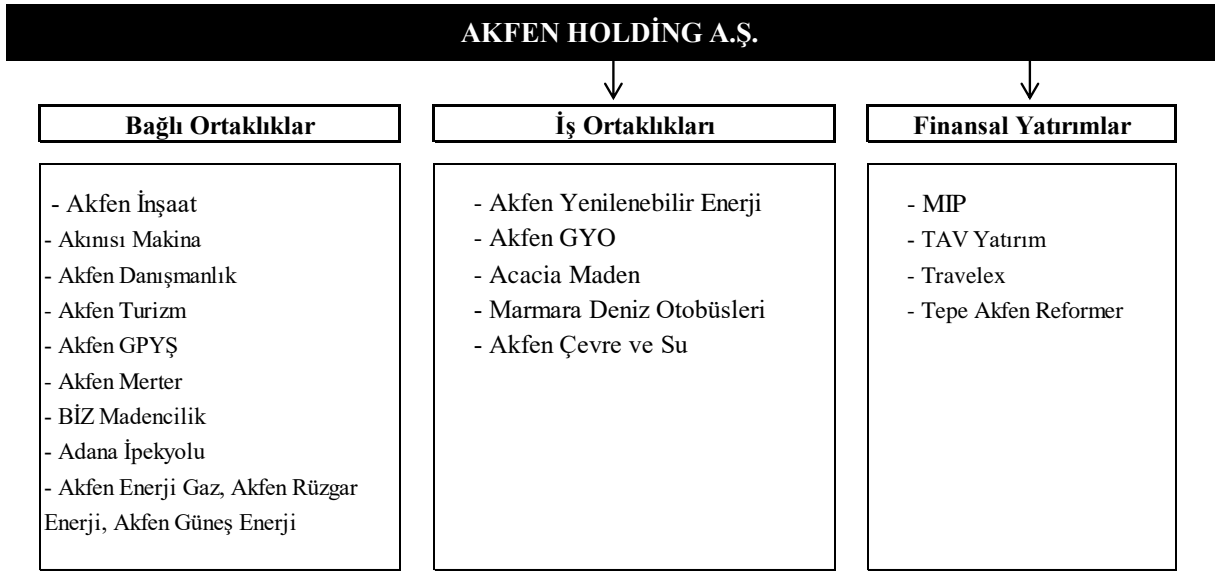 AKFEN HOLDİNG A.Ş.
Bağlı Ortaklıklar
- Akfen İnşaat
- Akınısı Makina
- Akfen Danışmanlık
- Akfen Turizm
- Akfen GPYŞ
- Akfen Merter
- BİZ Madencilik
- Adana İpekyolu
- Akfen Enerji Gaz, Akfen Rüzgar
Enerji, Akfen Güneş Enerji
İş Ortaklıkları
- Akfen Yenilenebilir Enerji
- Akfen GYO
- Acacia Maden
- Marmara Deniz Otobüsleri
- Akfen Çevre ve Su
Finansal Yatırımlar
- MIP
- TAV Yatırım
- Travelex
- Tepe Akfen Reformer